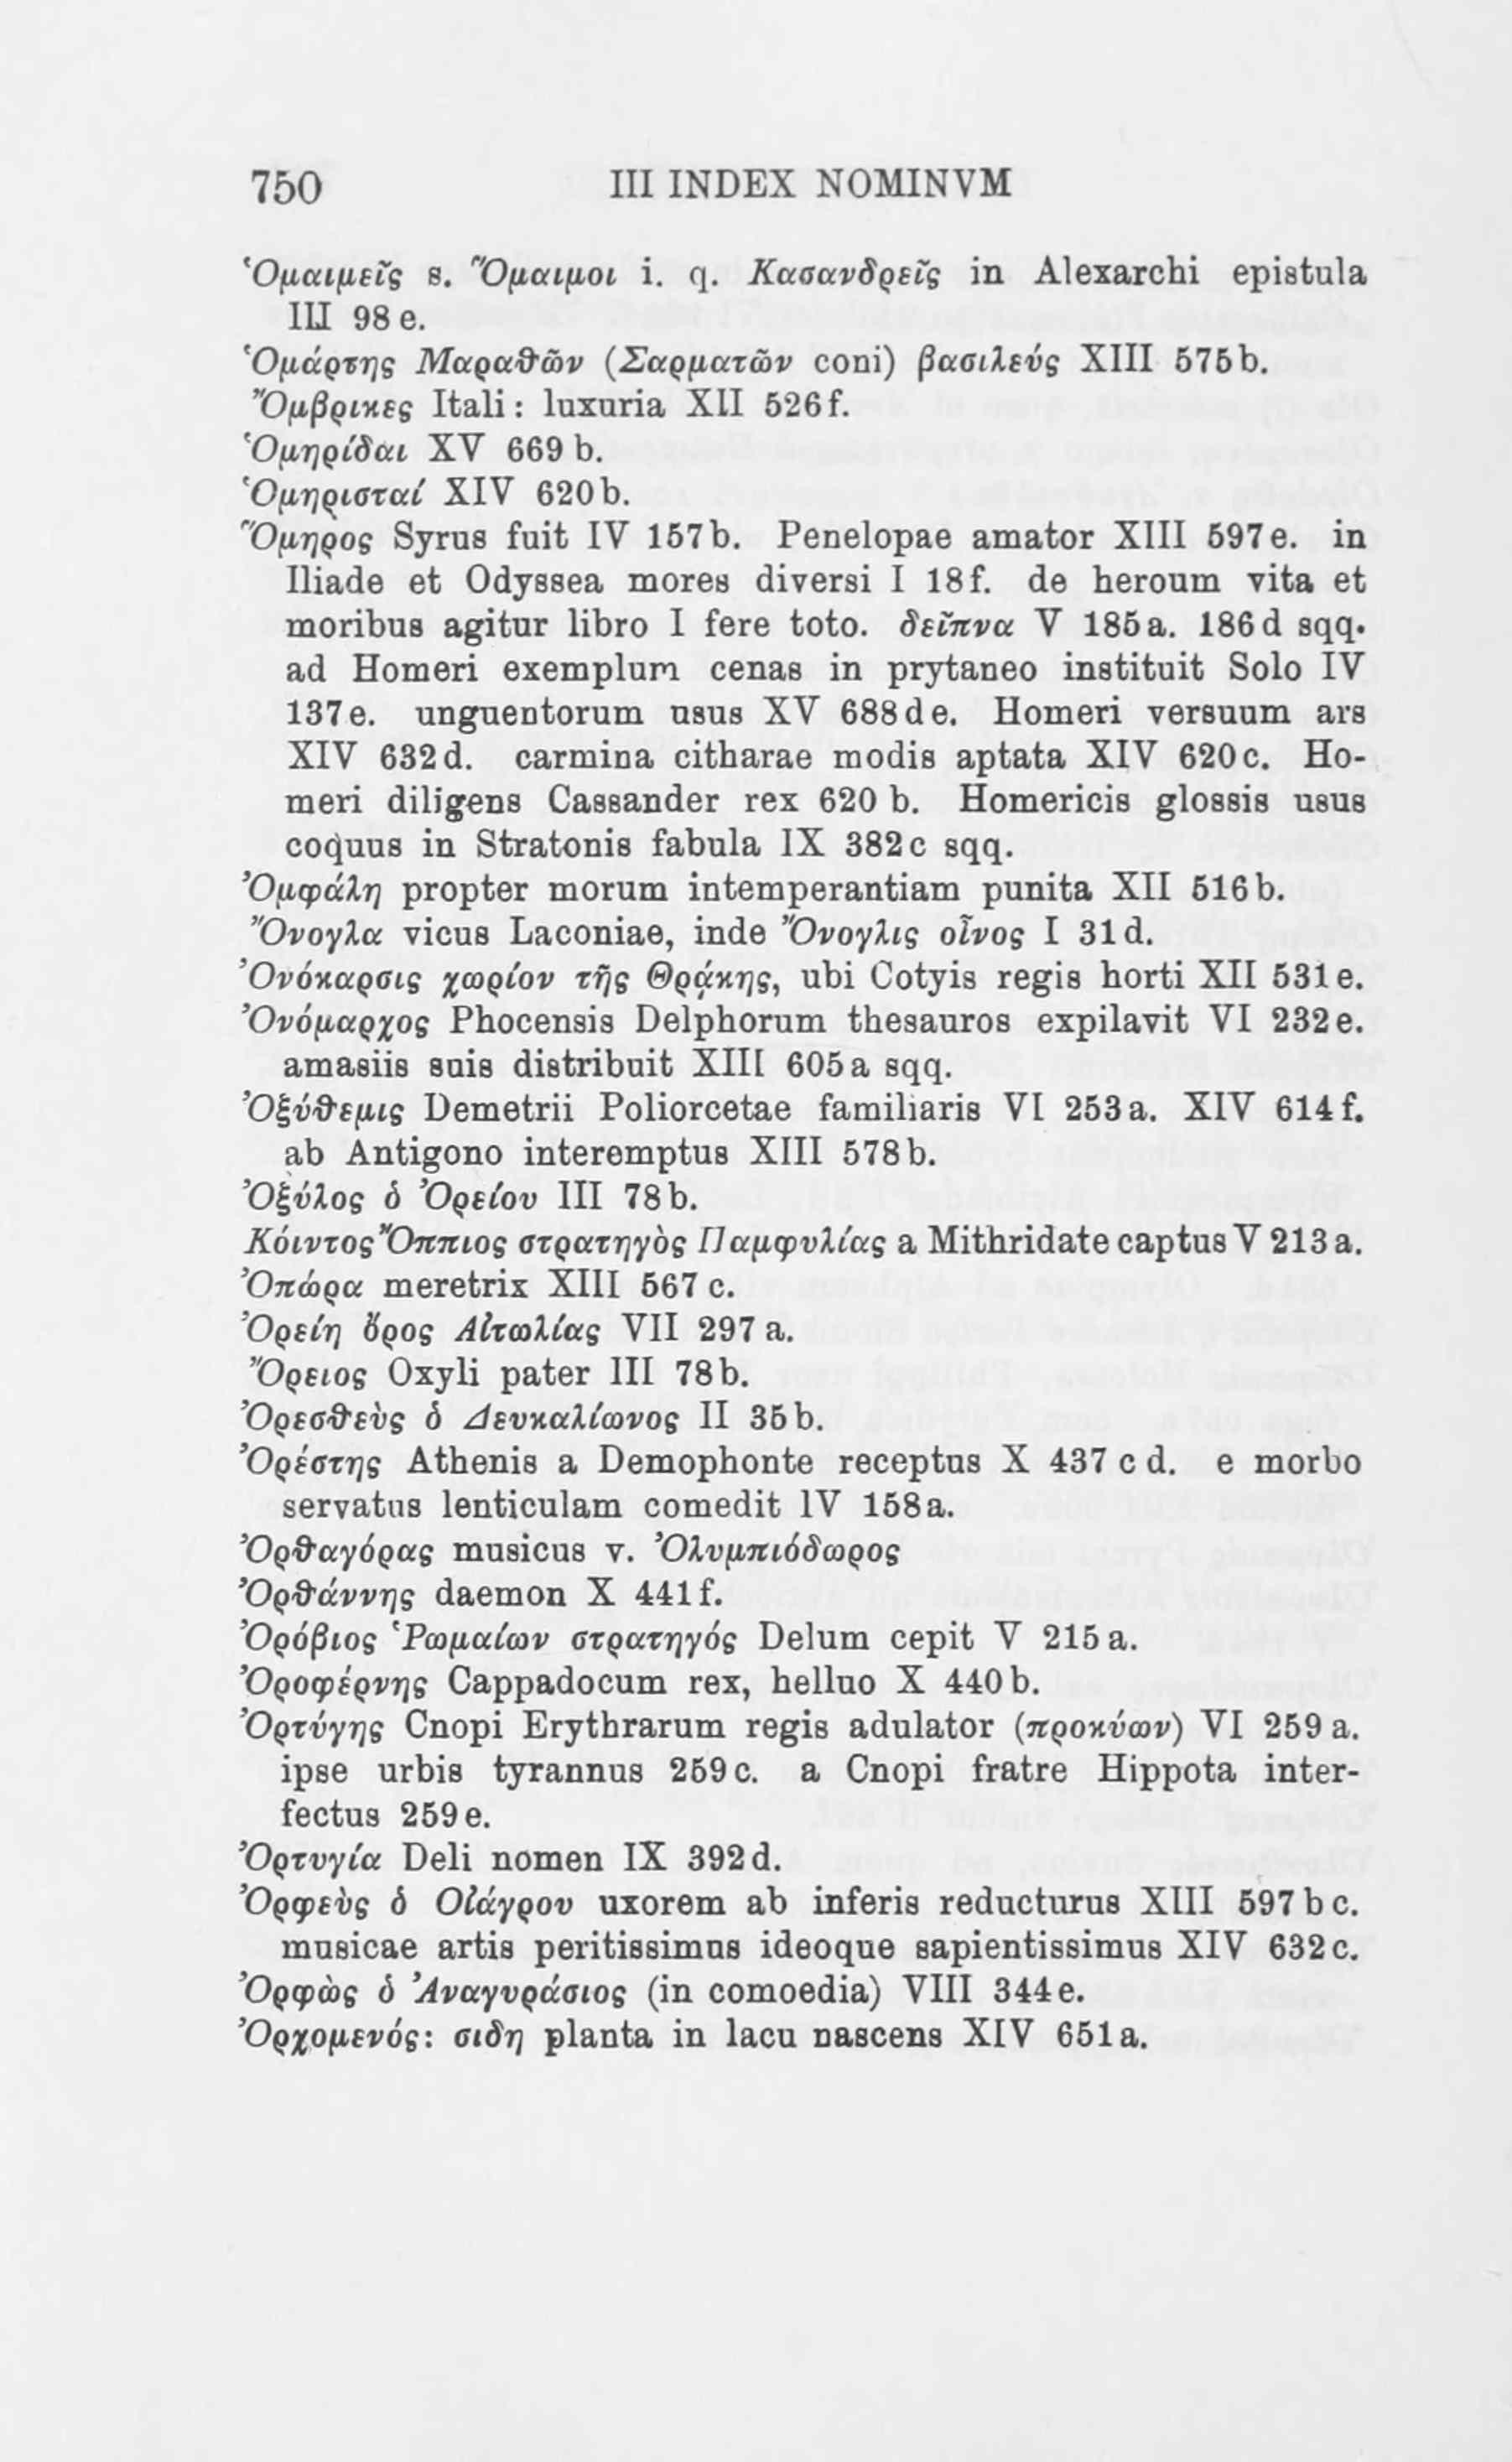 750 III INDEX NOMINVM
Ὁμαιμεῖς s. Ὅμαιμοι i. q. Κασανδρεῖς in Alexarchi epistula
III 98 e.
Ὁμάρτης Μαραθῶν (Σαρματῶν coni) βασιλεύς XIII 575 b.
Ὄμβρικες Itali: luxuria XII 526 f.
Ὁμηρίδαι XV 669 b.
Ὁμηρισταί XIV 620 b.
Ὅμηρος Syrus fuit IV 157 b. Penelopae amator XIII 597 e. in
Iliade et Odyssea mores diversi I 18 f. de heroum vita et
moribus agitur libro I fere toto. δεῖπνα V 185 a. 186 d sqq.
ad Homeri exemplum cenas in prytaneo instituit Solo IV
137 e. unguentorum usus XV 688 d e. Homeri versuum ars
XIV 632 d. carmina citharae modis aptata XIV 620 c. Ho-
meri diligens Cassander rex 620 b. Homericis glossis usus
coquus in Stratonis fabula IX 382 c sqq.
Ὀμφάλη propter morum intemperantiam punita XII 516 b.
Ὄνογλα vicus Laconiae, inde Ὄνογλις οἶνος I 31 d.
Ὀνόκαρσις χωρίον τῆς Θρᾴκης, ubi Cotyis regis horti XII 531 e.
Ὀνόμαρχος Phocensis Delphorum thesauros expilavit VI 232 e.
amasiis suis distribuit XIII 605 a sqq.
Ὀξύθεμις Demetrii Poliorcetae familiaris VI 253 a. XIV 614 f.
ab Antigono interemptus XIII 578 b.
Ὀξύλος ὁ Ὀρείου III 78 b.
Κόιντος Ὄππιος στρατηγὸς Παμφυλίας a Mithridate captus V 213 a.
Ὀπώρα meretrix XIII 567 c.
Ὀρείη ὄρος Αἰτωλίας VII 297 a.
Ὄρειος Oxyli pater III 78 b.
Ὀρεσθεὺς ὁ Δευκαλίωνος II 35 b.
Ὀρέστης Athenis a Demophonte receptus X 437 c d. e morbo
servatus lenticulam comedit IV 158 a.
Ὀρθαγόρας musicus v. Ὀλυμπιόδωρος
Ὀρθάννης daemon X 441 f.
Ὀρόβιος Ῥωμαίων στρατηγός Delum cepit V 215 a.
Ὀροφέρνης Cappadocum rex, helluo X 440 b.
Ὀρτύγης Cnopi Erythrarum regis adulator (προκύων) VI 259 a.
ipse urbis tyrannus 259 c. a Cnopi fratre Hippota inter-
fectus 259 e.
Ὀρτυγία Deli nomen IX 392 d.
Ὀρφεὺς ὁ Οἰάγρου uxorem ab inferis reducturus XIII 597 b c.
musicae artis peritissimus ideoque sapientissimus XIV 632 c.
Ὀρφὼς ὁ Ἀναγυράσιος (in comoedia) VIII 344 e.
Ὀρχομενός: σιδη planta in lacu nascens XIV 651 a.